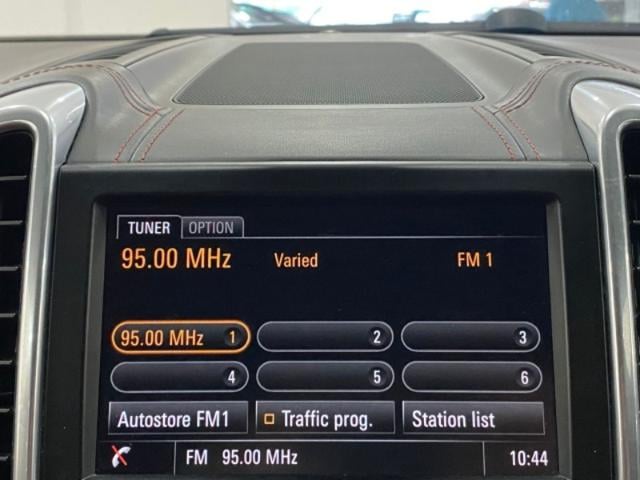 TUNER OPTION
95.00 MHz Varied FM 1
95.00 MHz 1 2 3
4 5 6
Autostore FM1 Traffic prog. Station list
FM 95.00 MHz 10:44